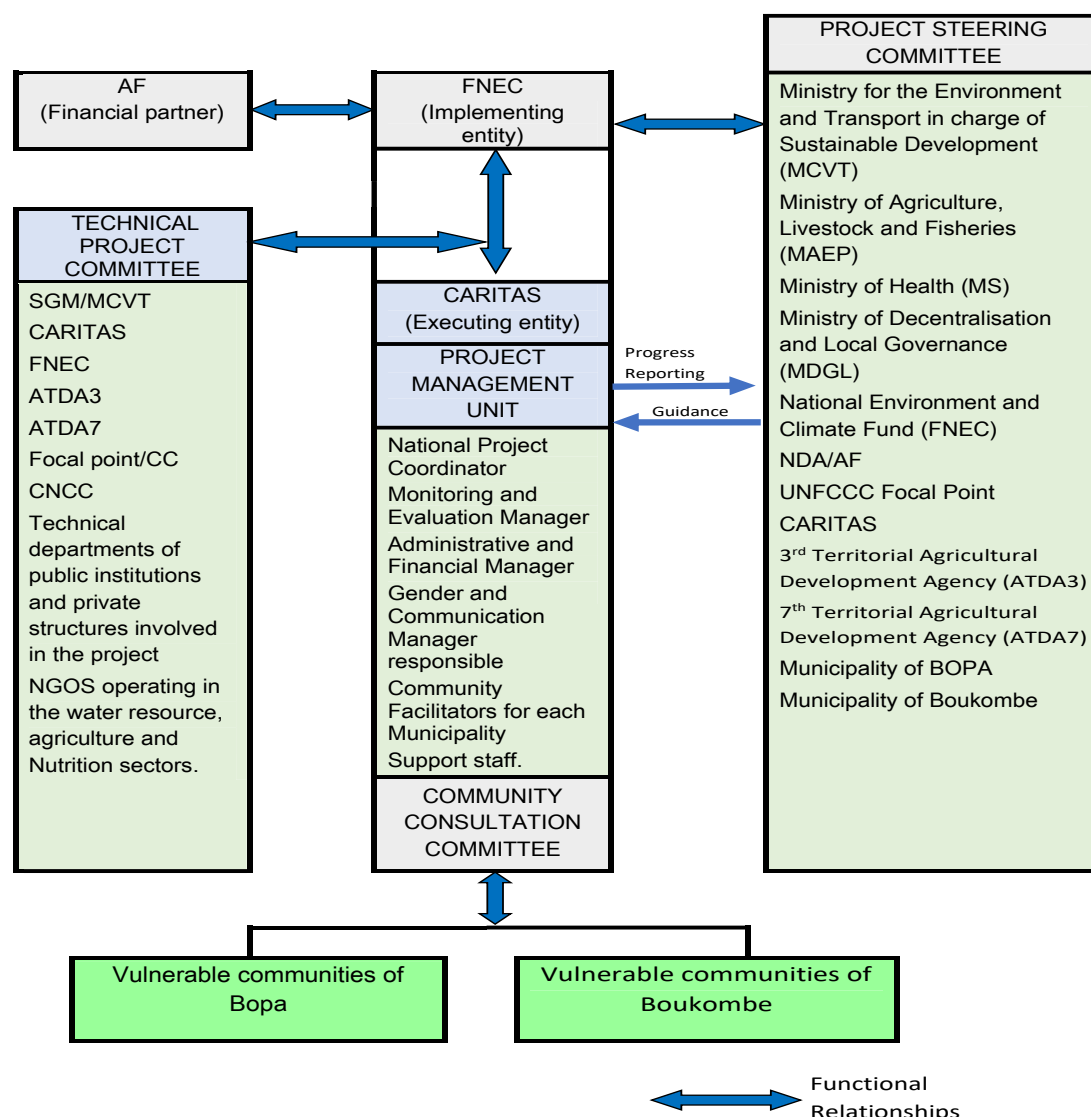 AF
(Financial partner)
FNEC
(Implementing
entity)
PROJECT STEERING
COMMITTEE
Ministry for the Environment
and Transport in charge of
Sustainable Development
(MCVT)
Ministry of Agriculture,
Livestock and Fisheries
(MAEP)
Ministry of Health (MS)
Ministry of Decentralisation
and Local Governance
(MDGL)
National Environment and
Climate Fund (FNEC)
NDA/AF
UNFCCC Focal Point
CARITAS
3rd Territorial Agricultural
Development Agency (ATDA3)
7th Territorial Agricultural
Development Agency (ATDA7)
Municipality of BOPA
Municipality of Boukombe
TECHNICAL
PROJECT
COMMITTEE
SGM/MCVT
CARITAS
FNEC
ATDA3
ATDA7
Focal point/CC
CNCC
Technical
departments of
public institutions
and private
structures involved
in the project
NGOS operating in
the water resource,
agriculture and
Nutrition sectors.
CARITAS
(Executing entity)
PROJECT
MANAGEMENT
UNIT
Progress
Reporting
Guidance
National Project
Coordinator
Monitoring and
Evaluation Manager
Administrative and
Financial Manager
Gender and
Communication
Manager
responsible
Community
Facilitators for each
Municipality
Support staff.
COMMUNITY
CONSULTATION
COMMITTEE
Vulnerable communities of
Bopa
Vulnerable communities of
Boukombe
Functional
Relationships